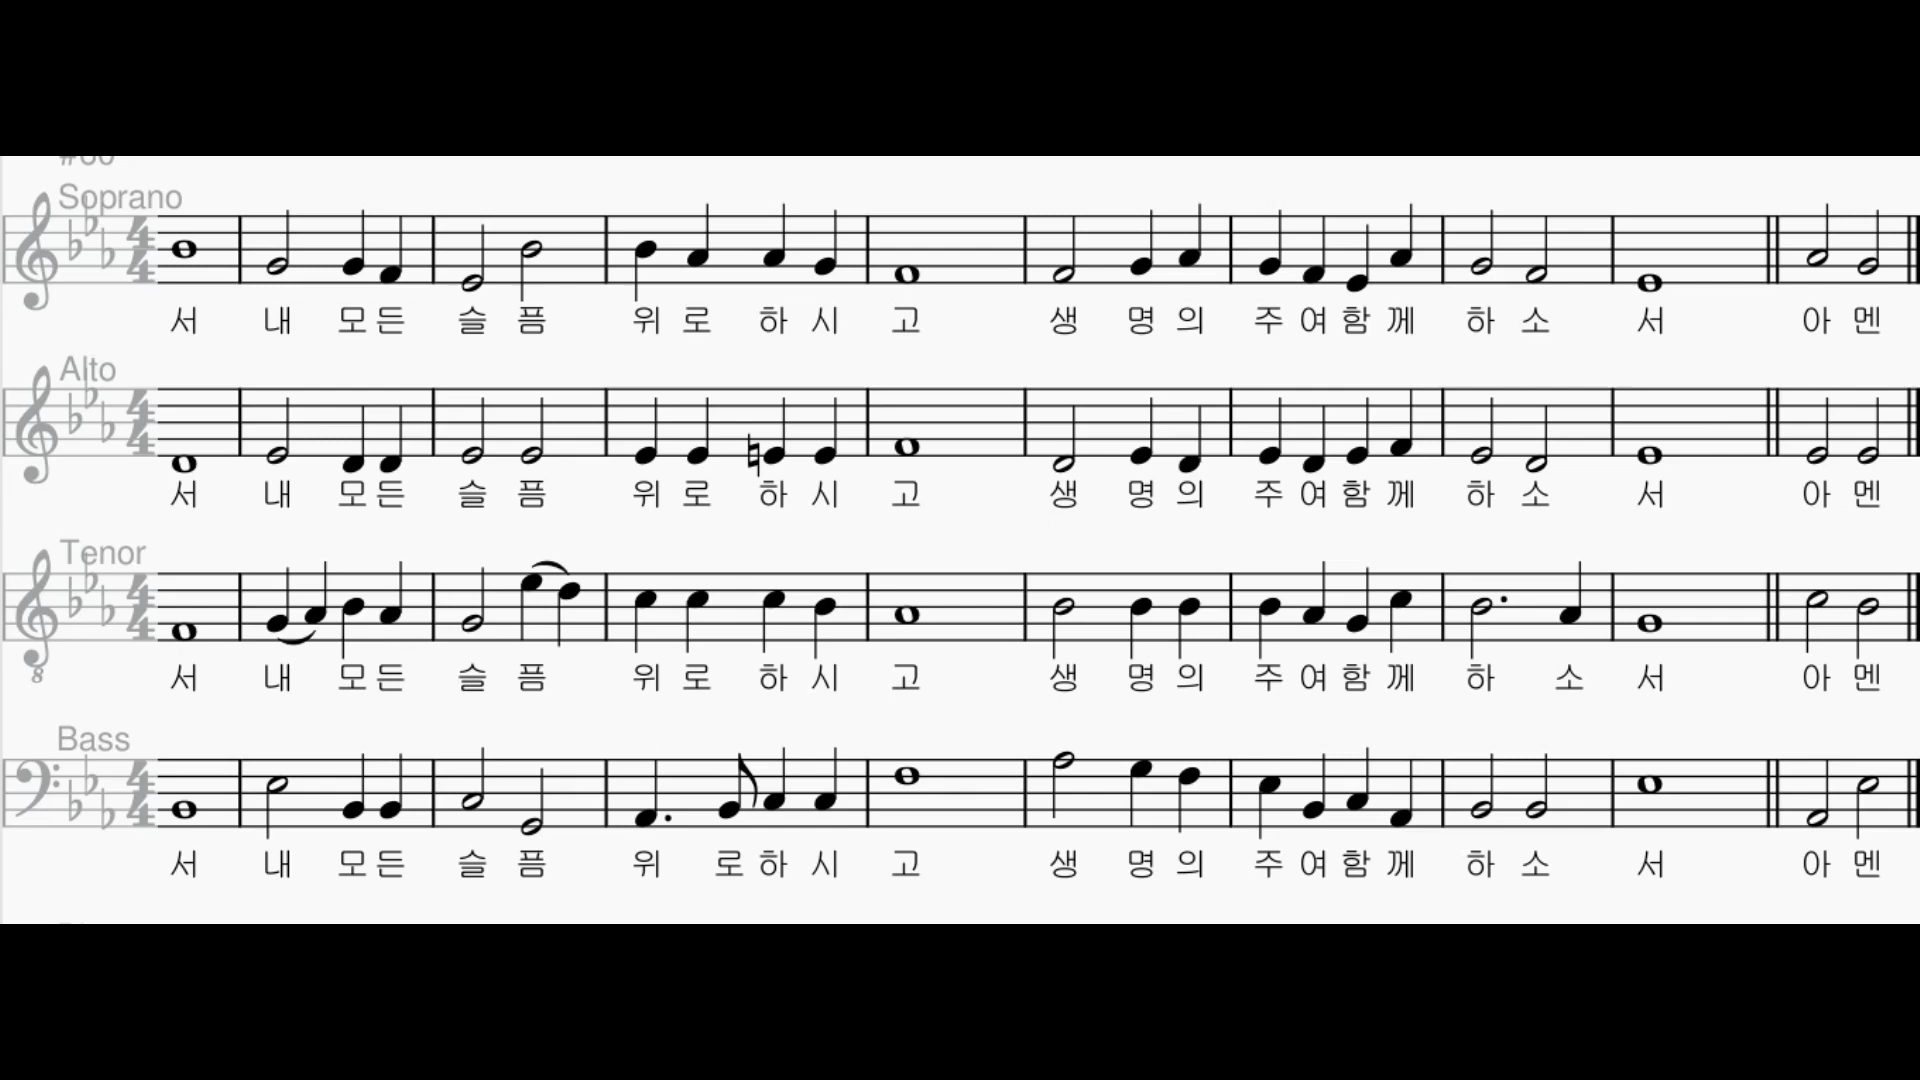 Soprano
서 내 모 든 슬 픔 위 로 하 시 고 생 명 의 주 여 함 께 하 소 서 아 멘
Alto
서 내 모 든 슬 픔 위 로 하 시 고 생 명 의 주 여 함 께 하 소 서 아 멘
Tenor
서 내 모 든 슬 픔 위 로 하 시 고 생 명 의 주 여 함 께 하 소 서 아 멘
8
Bass
서 내 모 든 슬 픔 위 로 하 시 고 생 명 의 주 여 함 께 하 소 서 아 멘